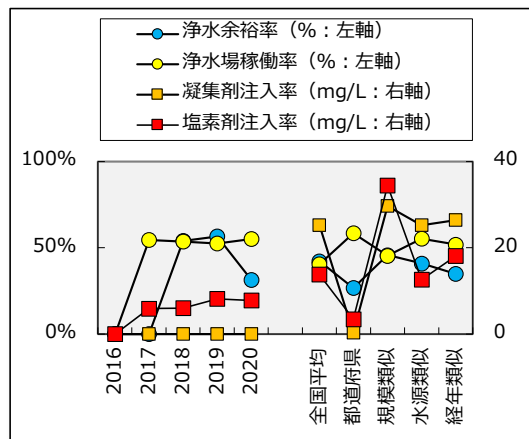 浄水余裕率（%：左軸）
浄水場稼働率（%：左軸）
凝集剤注入率（mg/L：右軸）
塩素剤注入率（mg/L：右軸）
100%
50%
0%
40
20
0
2016
2017
2018
2019
2020
全国平均
都道府県
規模類似
水源類似
経年類似